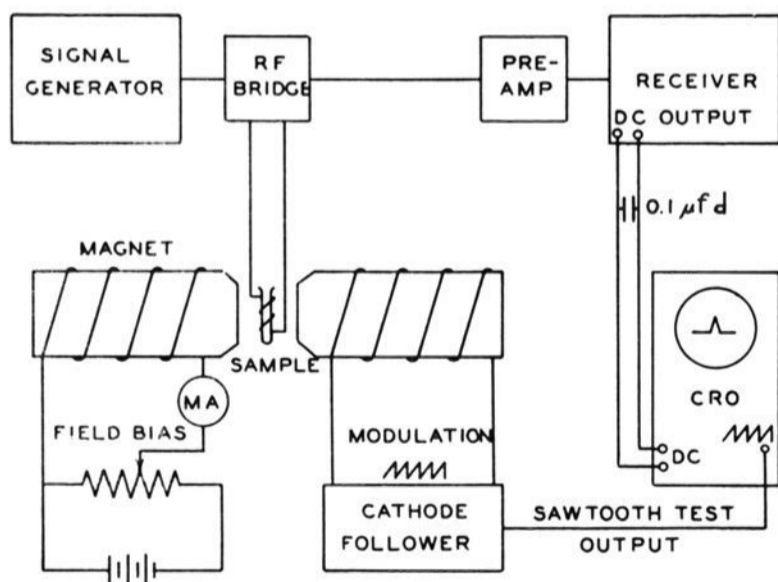 SIGNAL
GENERATOR
RF
BRIDGE
PRE-
AMP
RECEIVER
DC OUTPUT
0.1 µfd
MAGNET
SAMPLE
MA
FIELD BIAS
MODULATION
CATHODE
FOLLOWER
CRO
DC
SAWTOOTH TEST
OUTPUT